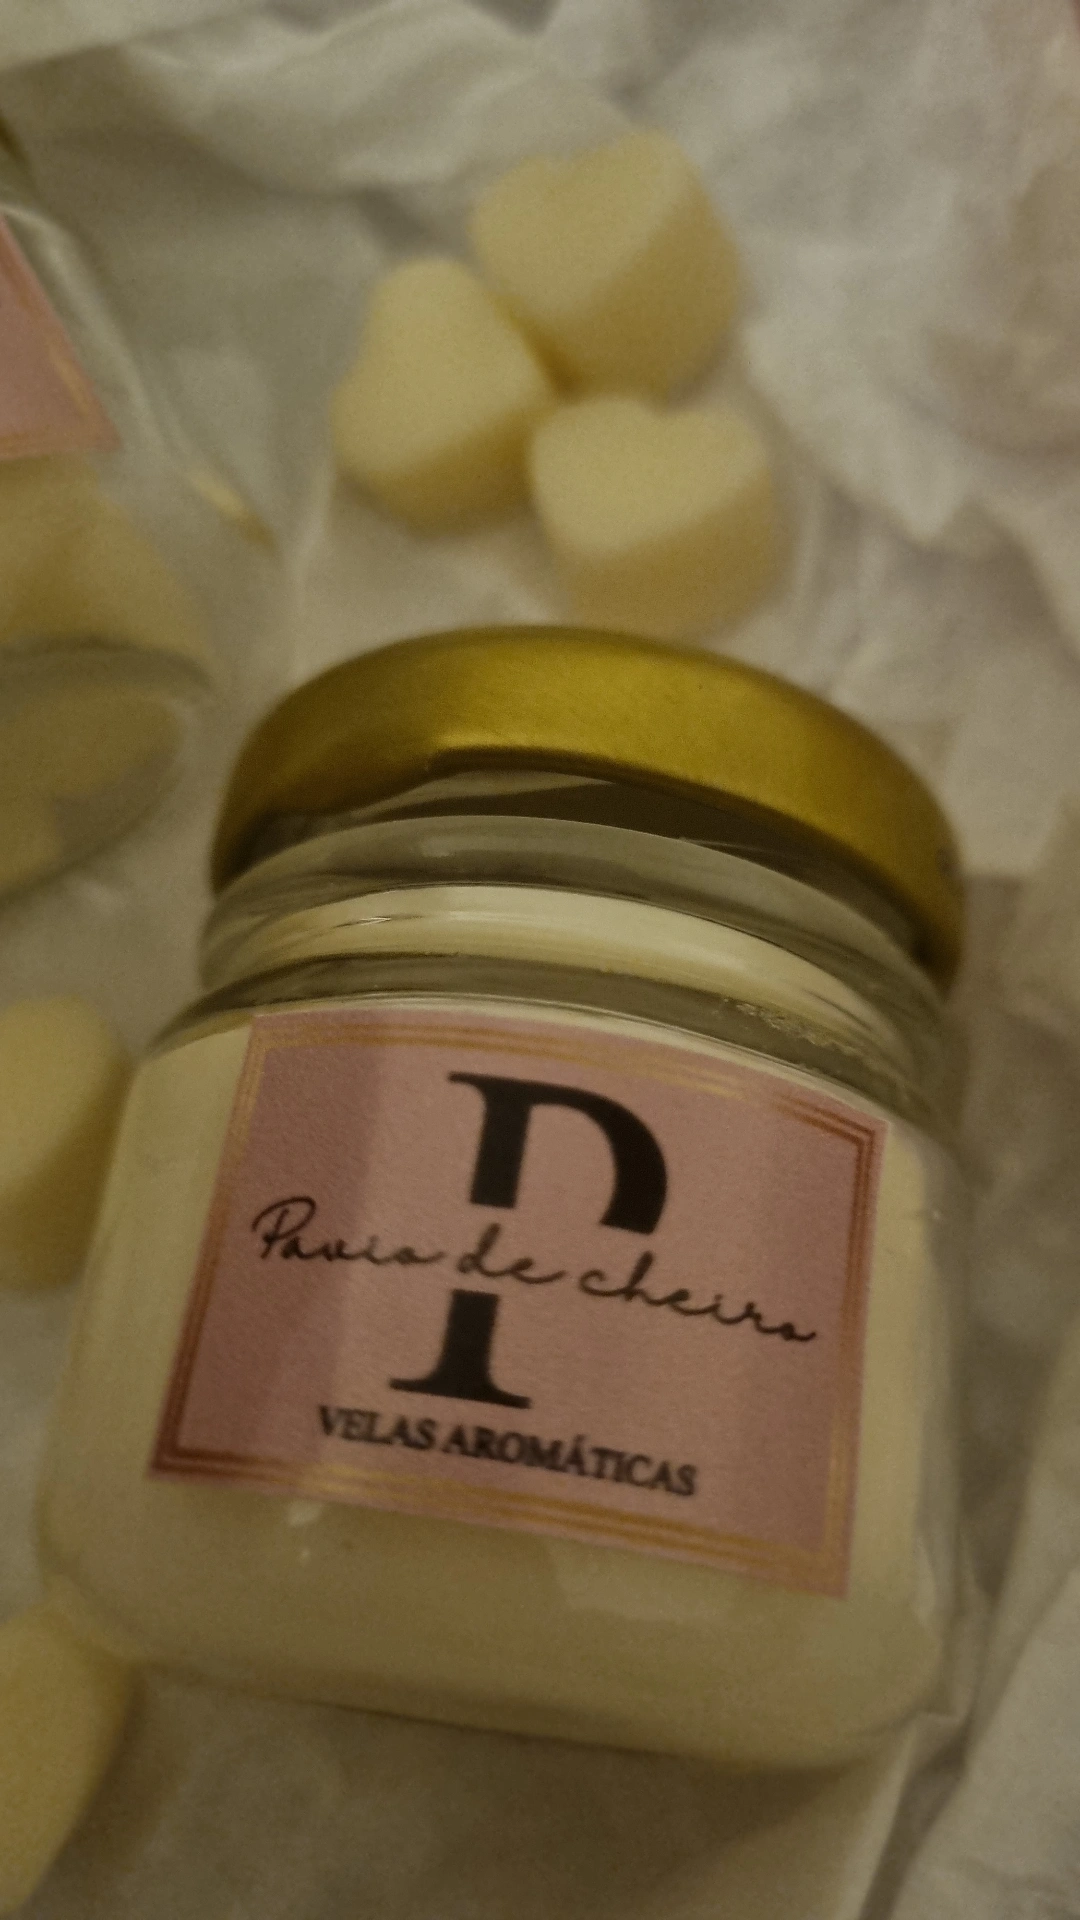 P
Pavio de cheiro
VELAS AROMÁTICAS